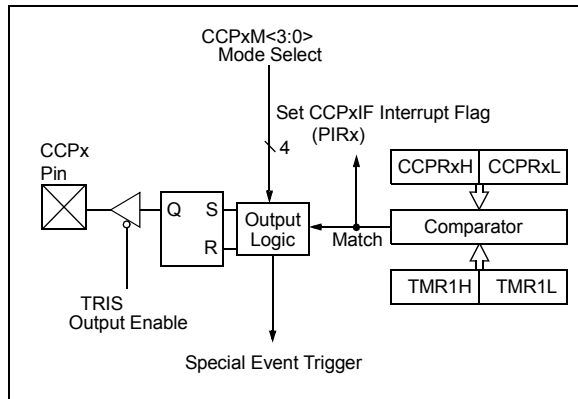 CCPxM<3:0>
Mode Select
Set CCPxIF Interrupt Flag
(PIRx)
4
CCPx
Pin
CCPRxH CCPRxL
Q S
R
Output
Logic
Match
Comparator
TRIS
Output Enable
TMR1H TMR1L
Special Event Trigger